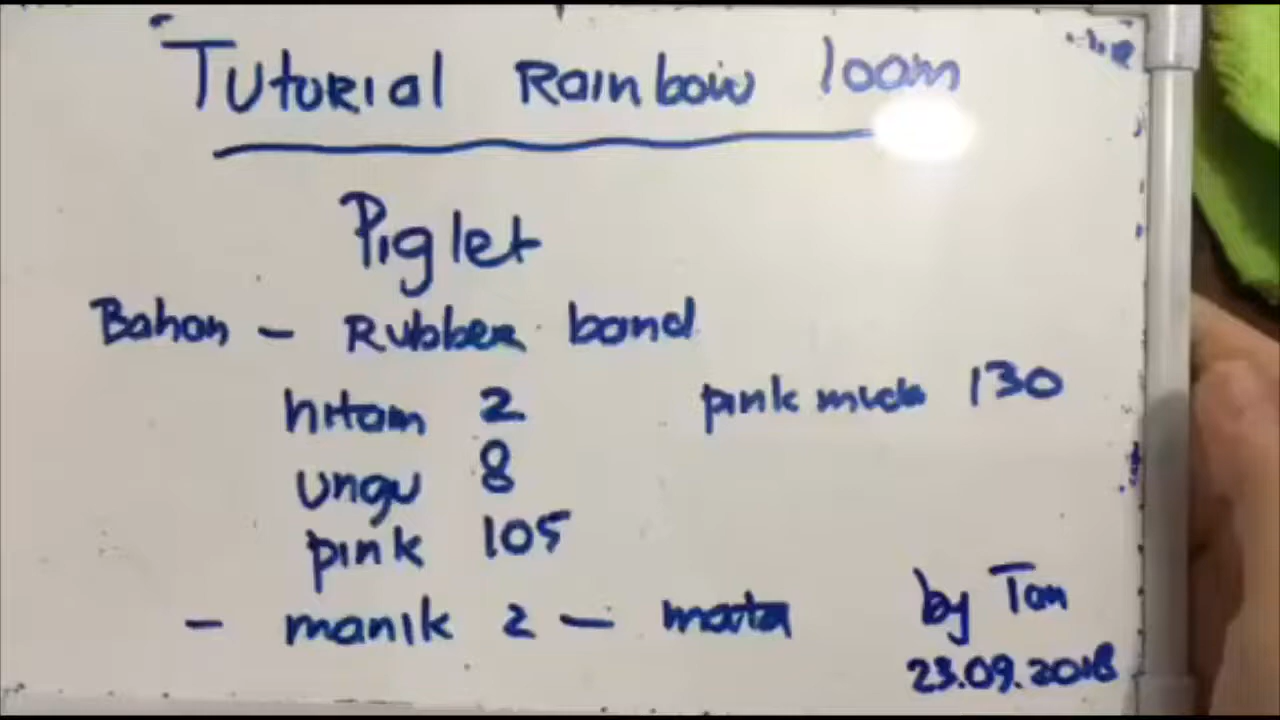 Tutorial Rainbow loom
Piglet
Bahan - Rubber band
hitam 2
pink muda 130
ungu 8
pink 105
- manik 2 - mata
by Tom
23.09.2018